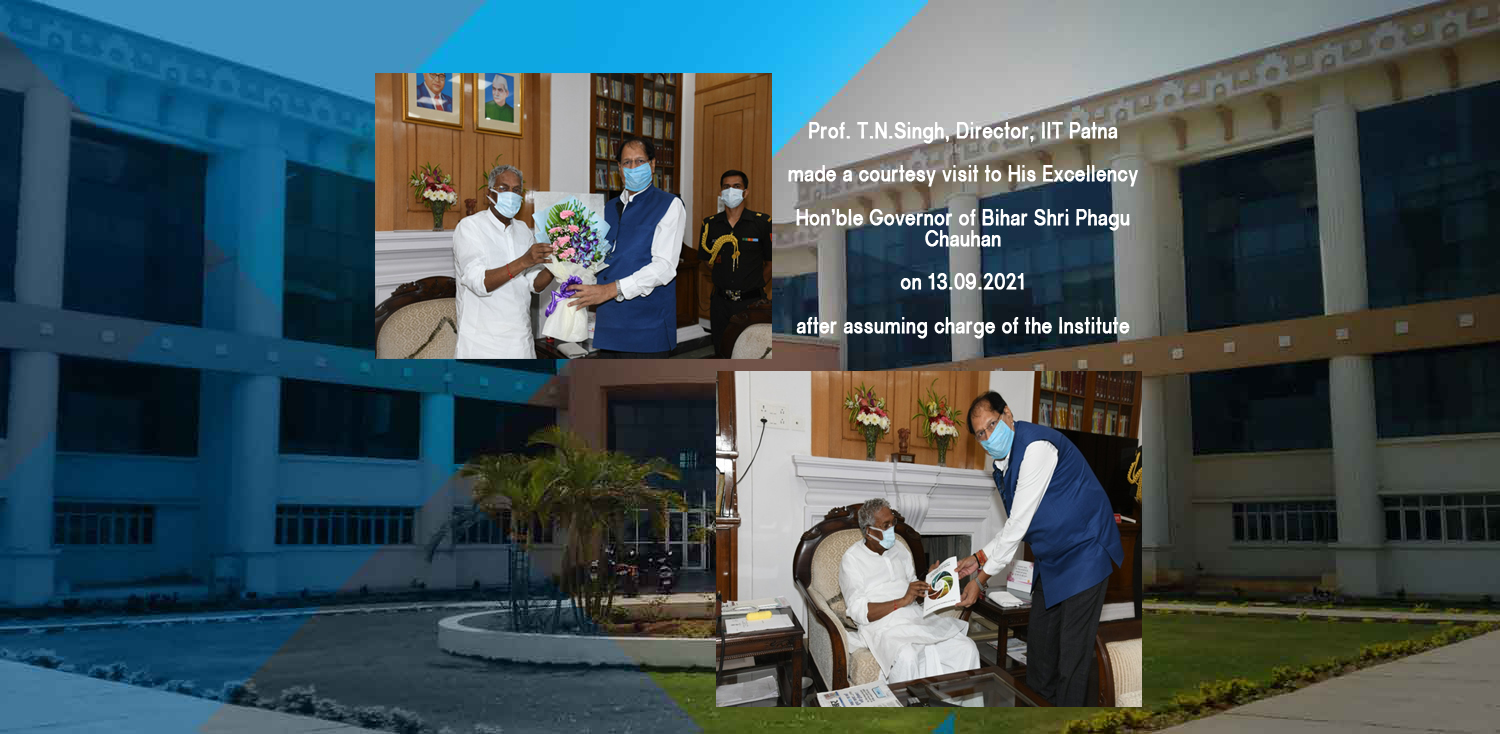 Prof. T.N.Singh, Director, IIT Patna
made a courtesy visit to His Excellency
Hon'ble Governor of Bihar Shri Phagu
Chauhan
on 13.09.2021
after assuming charge of the Institute